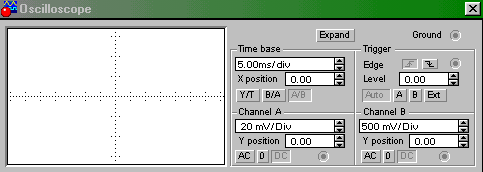 Oscilloscope
Expand Ground
Time base
5.00ms/div
X position 0.00
Y/T B/A A/B
Trigger
Edge
Level 0.00
Auto A B Ext
Channel A
20 mV/Div
Y position 0.00
AC 0 DC
Channel B
500 mV/Div
Y position 0.00
AC 0 DC